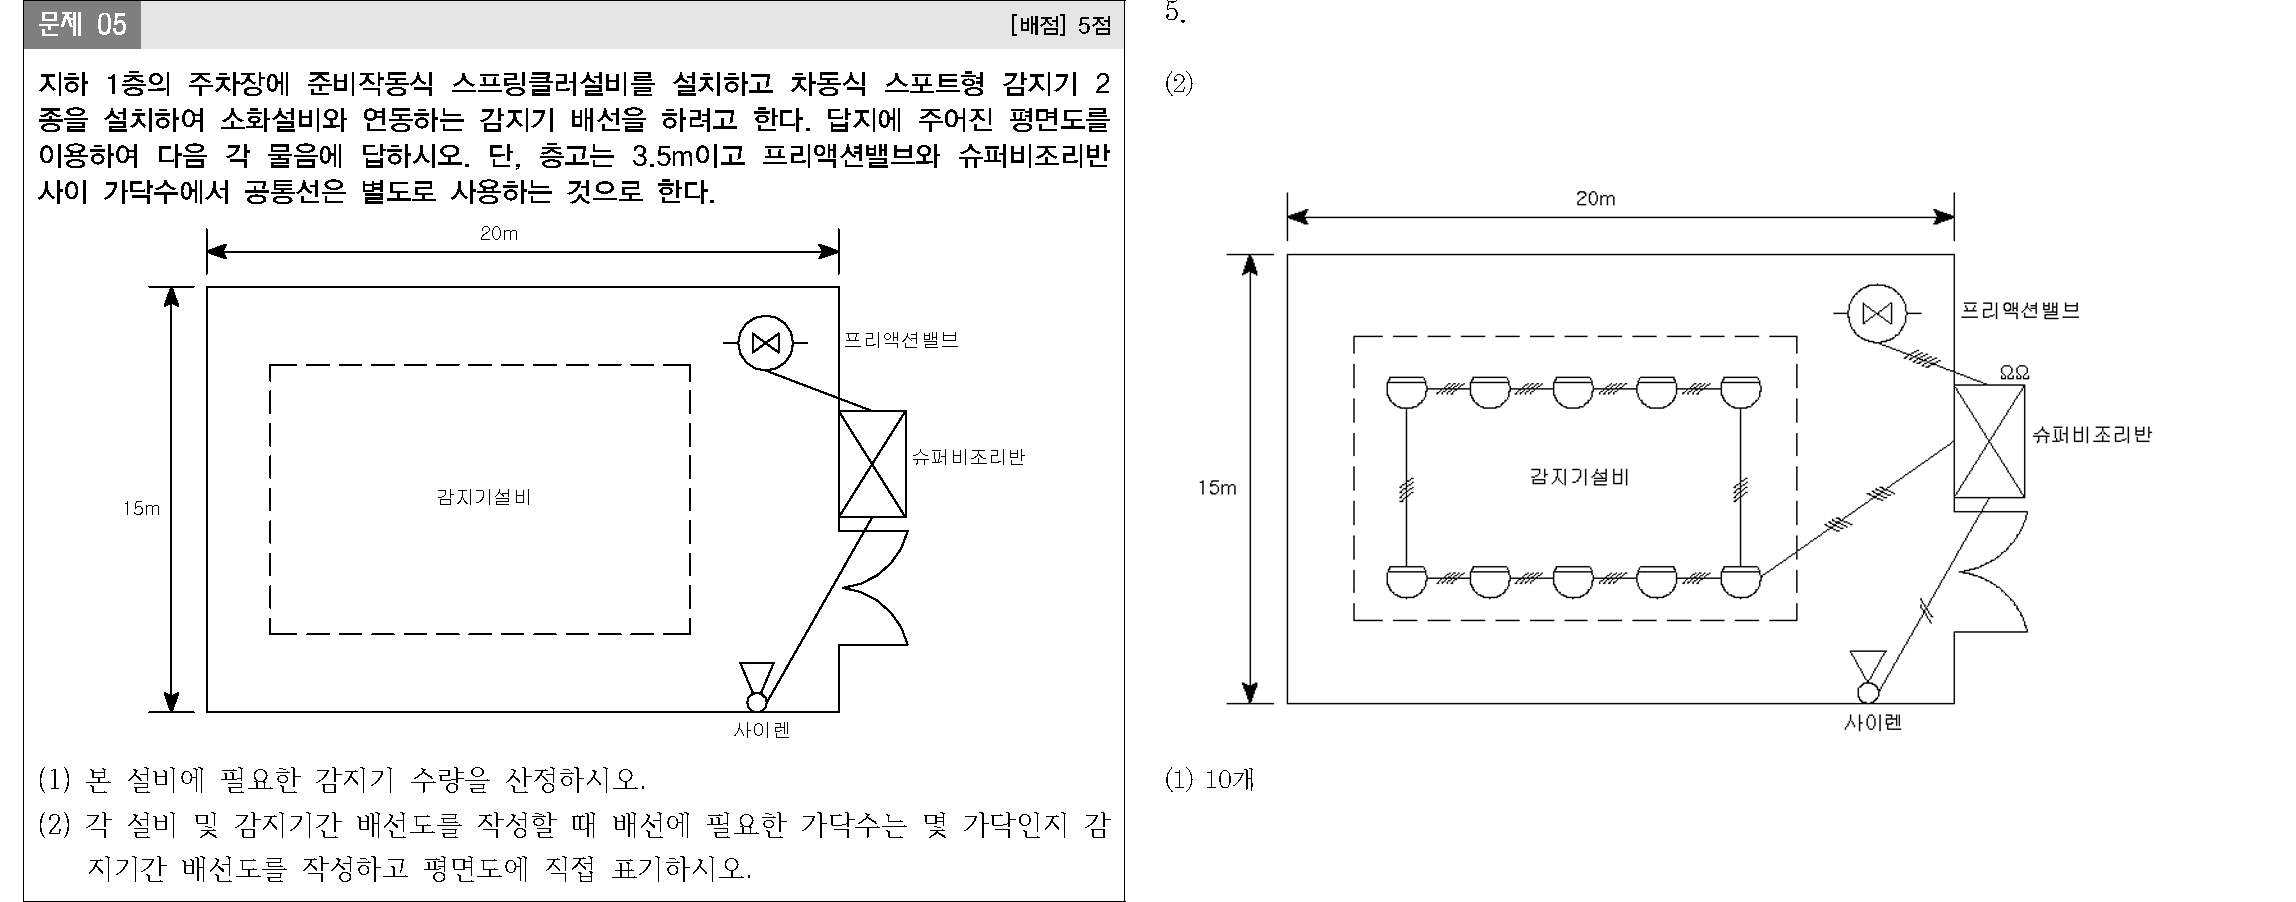 문제 05
[배점] 5점
지하 1층의 주차장에 준비작동식 스프링클러설비를 설치하고 차동식 스포트형 감지기 2
종을 설치하여 소화설비와 연동하는 감지기 배선을 하려고 한다. 답지에 주어진 평면도를
이용하여 다음 각 물음에 답하시오. 단, 층고는 3.5m이고 프리액션밸브와 슈퍼비조리반
사이 가닥수에서 공통선은 별도로 사용하는 것으로 한다.
20m
프리액션밸브
슈퍼비조리반
감지기설비
15m
사이렌
(1) 본 설비에 필요한 감지기 수량을 산정하시오.
(2) 각 설비 및 감지기간 배선도를 작성할 때 배선에 필요한 가닥수는 몇 가닥인지 감
지기간 배선도를 작성하고 평면도에 직접 표기하시오.
5.
(2)
20m
프리액션밸브
ΩΩ
슈퍼비조리반
감지기설비
15m
사이렌
(1) 10개